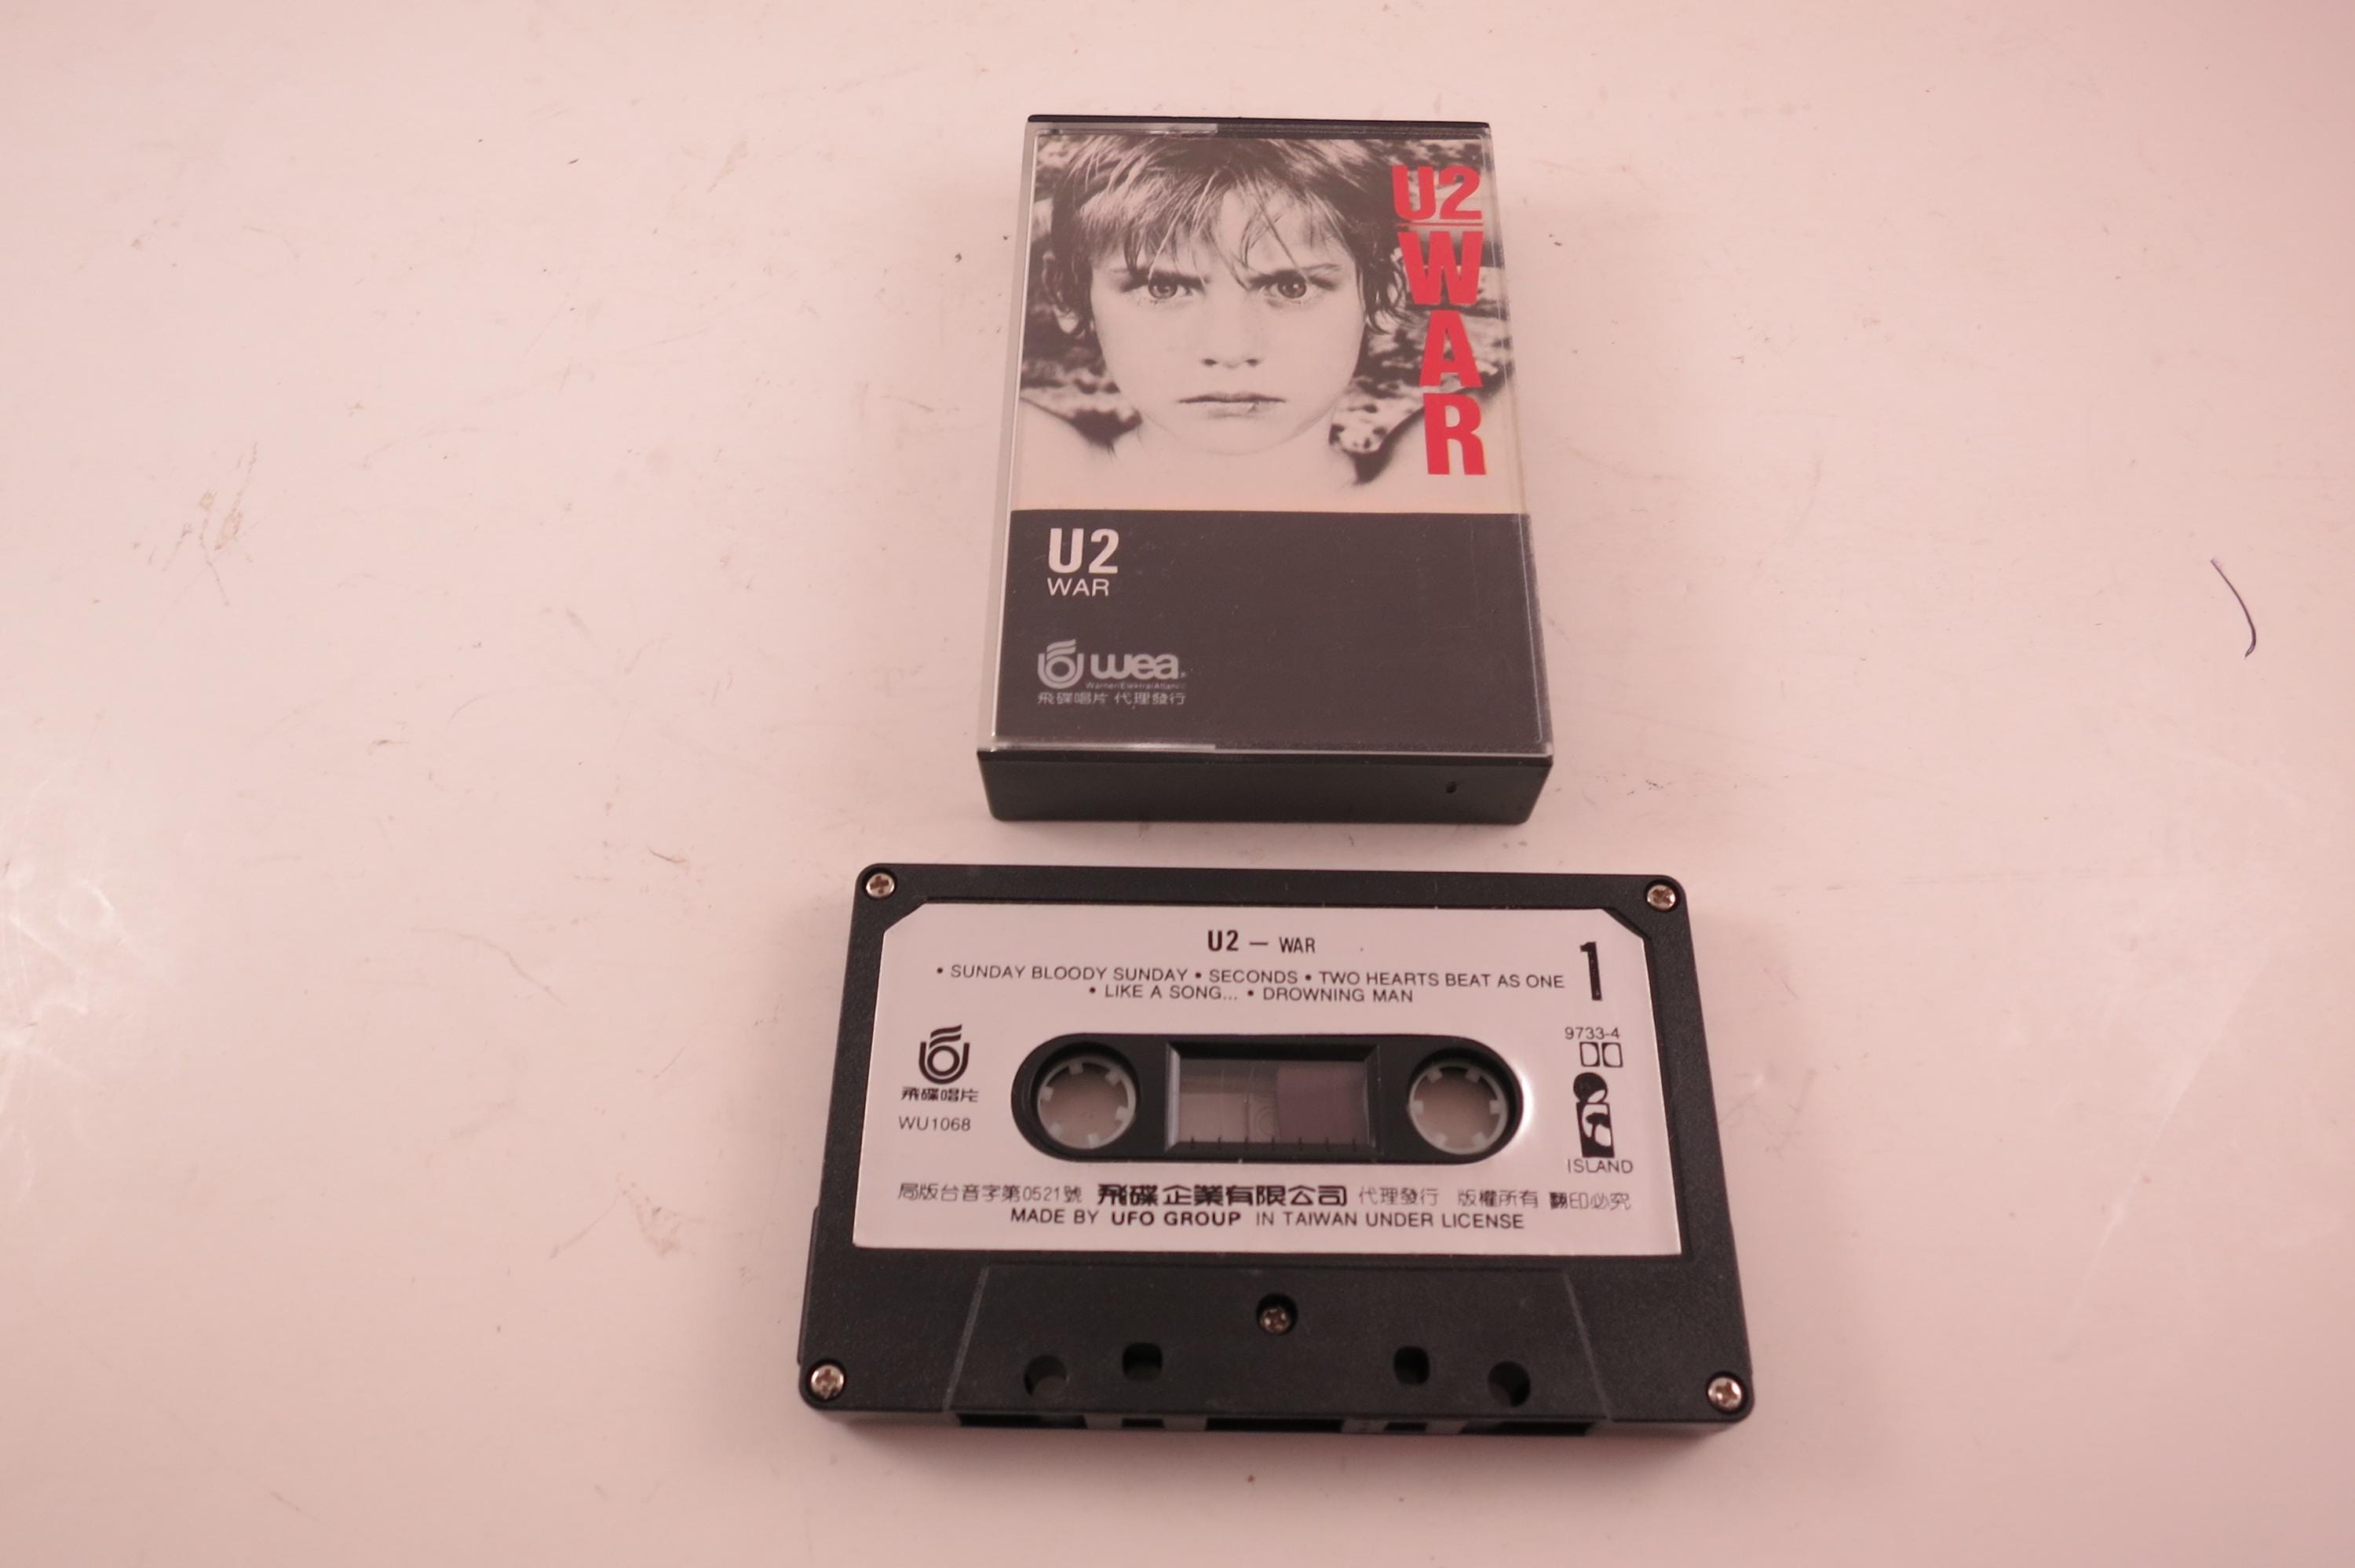 U2
WAR
U2
WAR
wea
Warner/Elektra/Atlantic
飛碟唱片 代理發行
U2 — WAR
1
• SUNDAY BLOODY SUNDAY • SECONDS • TWO HEARTS BEAT AS ONE
• LIKE A SONG... • DROWNING MAN
9733-4
飛碟唱片
WU1068
ISLAND
局版台音字第0521號 飛碟企業有限公司 代理發行 版權所有 翻印必究
MADE BY UFO GROUP IN TAIWAN UNDER LICENSE